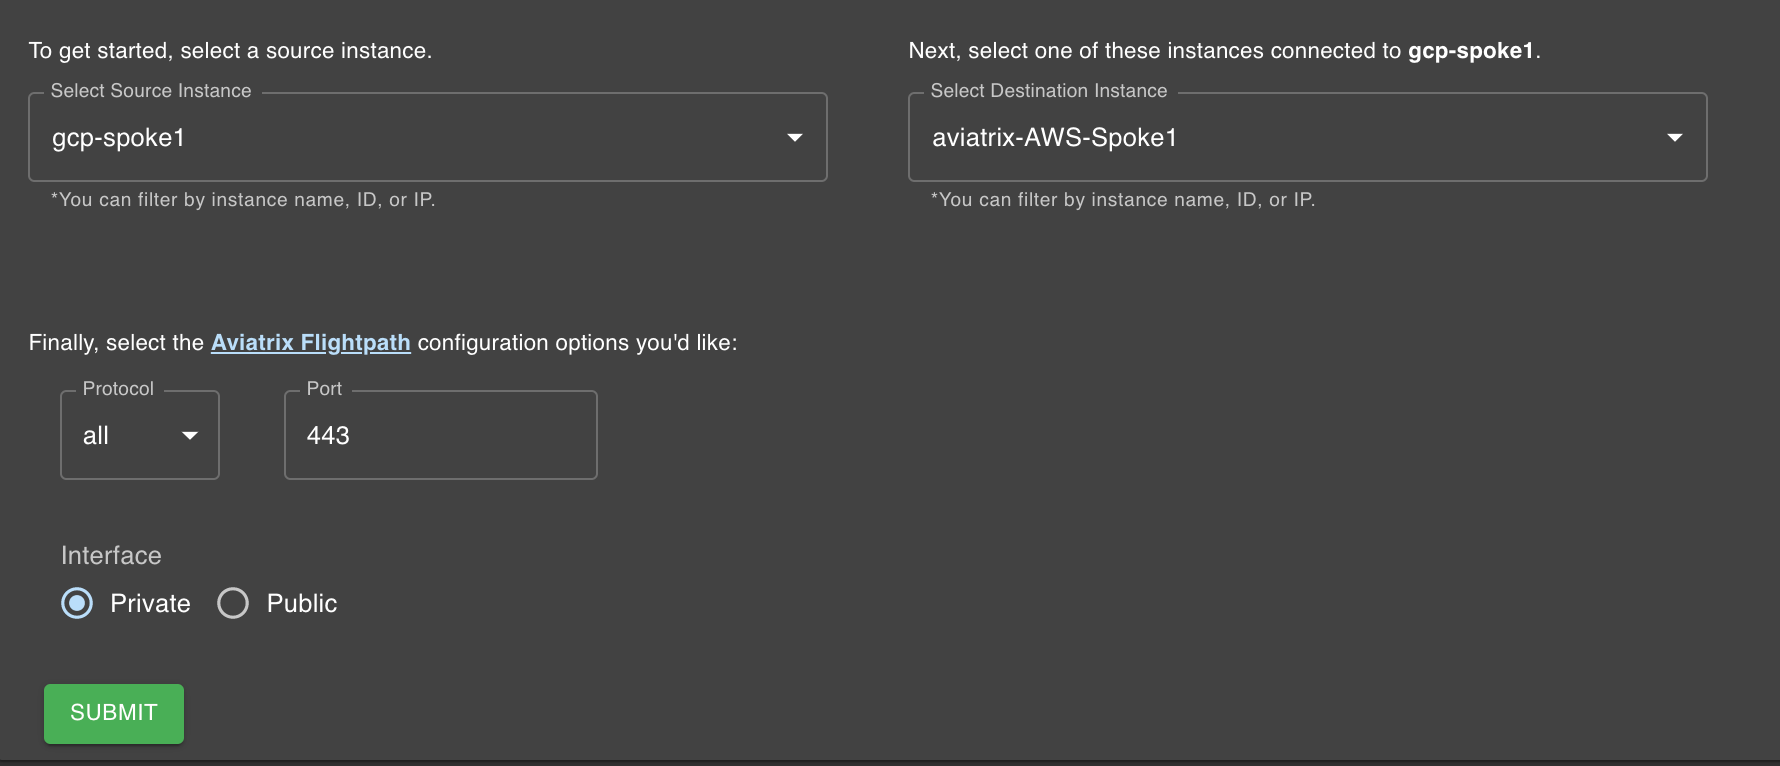 To get started, select a source instance.
Select Source Instance
gcp-spoke1
*You can filter by instance name, ID, or IP.
Next, select one of these instances connected to gcp-spoke1.
Select Destination Instance
aviatrix-AWS-Spoke1
*You can filter by instance name, ID, or IP.
Finally, select the Aviatrix Flightpath configuration options you'd like:
Protocol
all
Port
443
Interface
Private
Public
SUBMIT